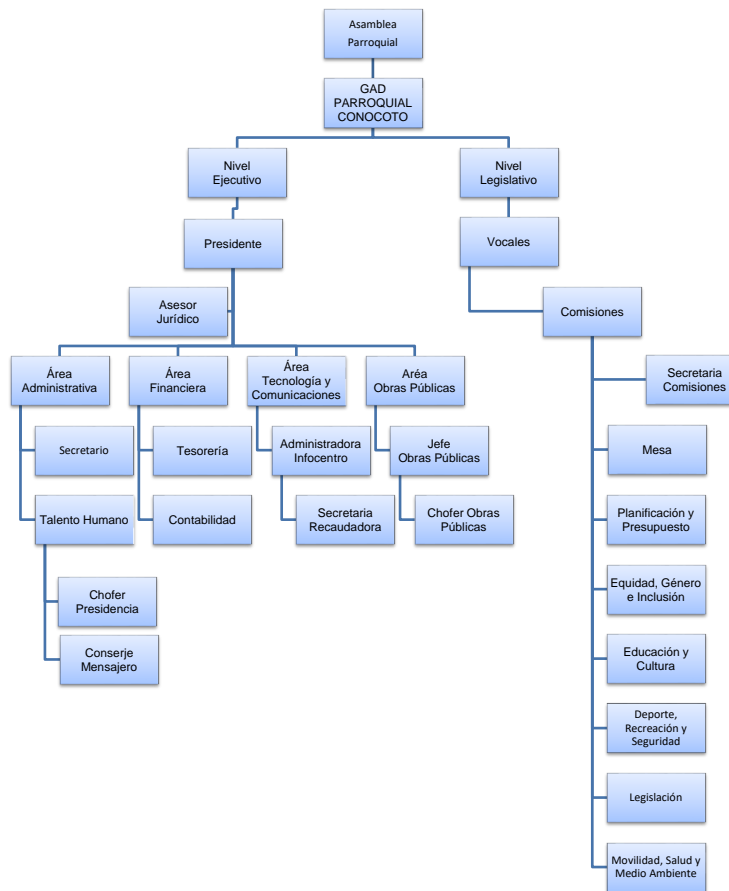 Asamblea
Parroquial
GAD
PARROQUIAL
CONOCOTO
Nivel
Ejecutivo
Nivel
Legislativo
Presidente
Vocales
Asesor
Jurídico
Comisiones
Área
Administrativa
Área
Financiera
Área
Tecnología y
Comunicaciones
Aréa
Obras Públicas
Secretaria
Comisiones
Secretario
Tesorería
Administradora
Infocentro
Jefe
Obras Públicas
Mesa
Talento Humano
Contabilidad
Secretaria
Recaudadora
Chofer Obras
Públicas
Planificación y
Presupuesto
Chofer
Presidencia
Equidad, Género
e Inclusión
Conserje
Mensajero
Educación y
Cultura
Deporte,
Recreación y
Seguridad
Legislación
Movilidad, Salud y
Medio Ambiente